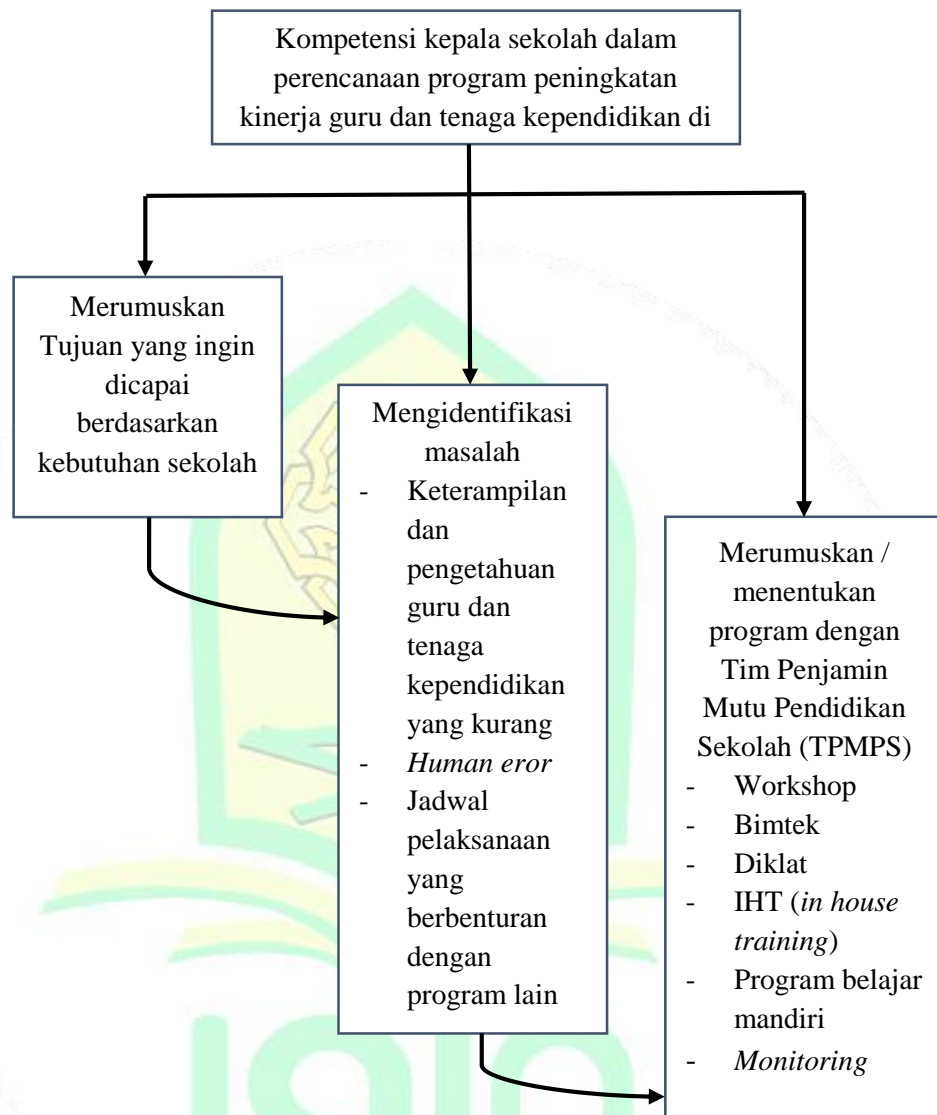 Kompetensi kepala sekolah dalam
perencanaan program peningkatan
kinerja guru dan tenaga kependidikan di
Merumuskan
Tujuan yang ingin
dicapai
berdasarkan
kebutuhan sekolah
Mengidentifikasi
masalah
- Keterampilan
dan
pengetahuan
guru dan
tenaga
kependidikan
yang kurang
- Human eror
- Jadwal
pelaksanaan
yang
berbenturan
dengan
program lain
Merumuskan /
menentukan
program dengan
Tim Penjamin
Mutu Pendidikan
Sekolah (TPMPS)
- Workshop
- Bimtek
- Diklat
- IHT (in house
training)
- Program belajar
mandiri
- Monitoring